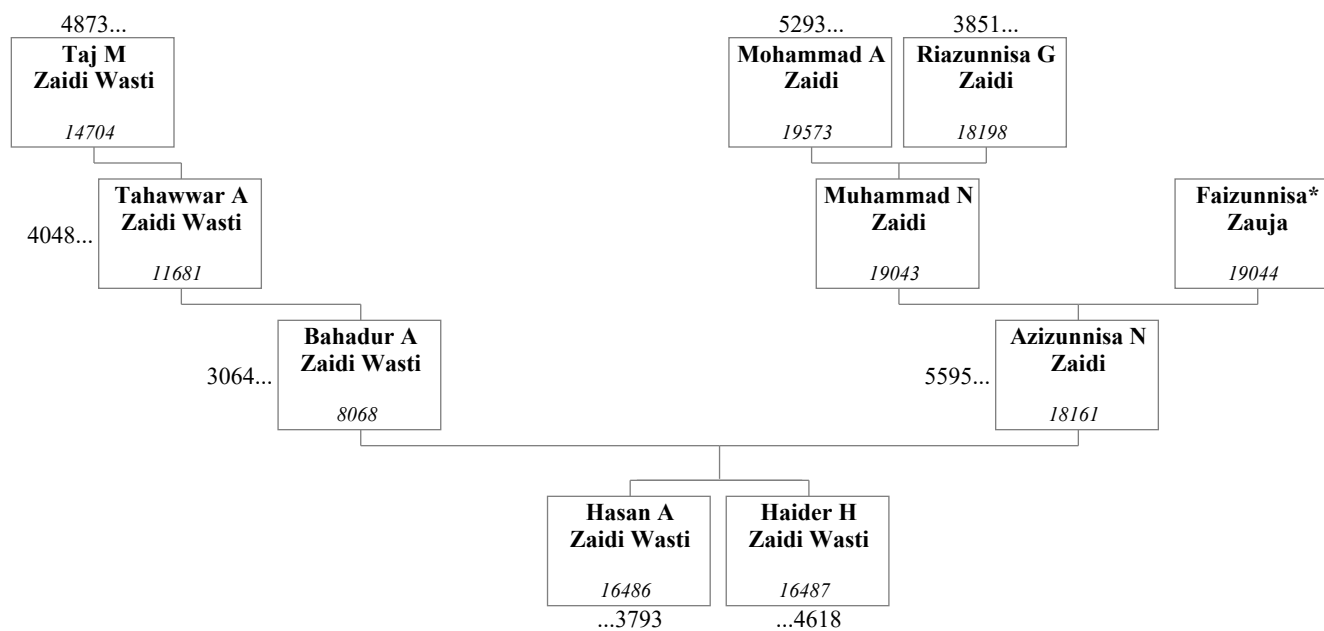 4873...
5293...
3851...
Taj M
Zaidi Wasti
14704
Mohammad A
Zaidi
19573
Riazunnisa G
Zaidi
18198
4048...
Tahawwar A
Zaidi Wasti
11681
Muhammad N
Zaidi
19043
Faizunnisa*
Zauja
19044
3064...
Bahadur A
Zaidi Wasti
8068
5595...
Azizunnisa N
Zaidi
18161
Hasan A
Zaidi Wasti
16486
Haider H
Zaidi Wasti
16487
...3793
...4618